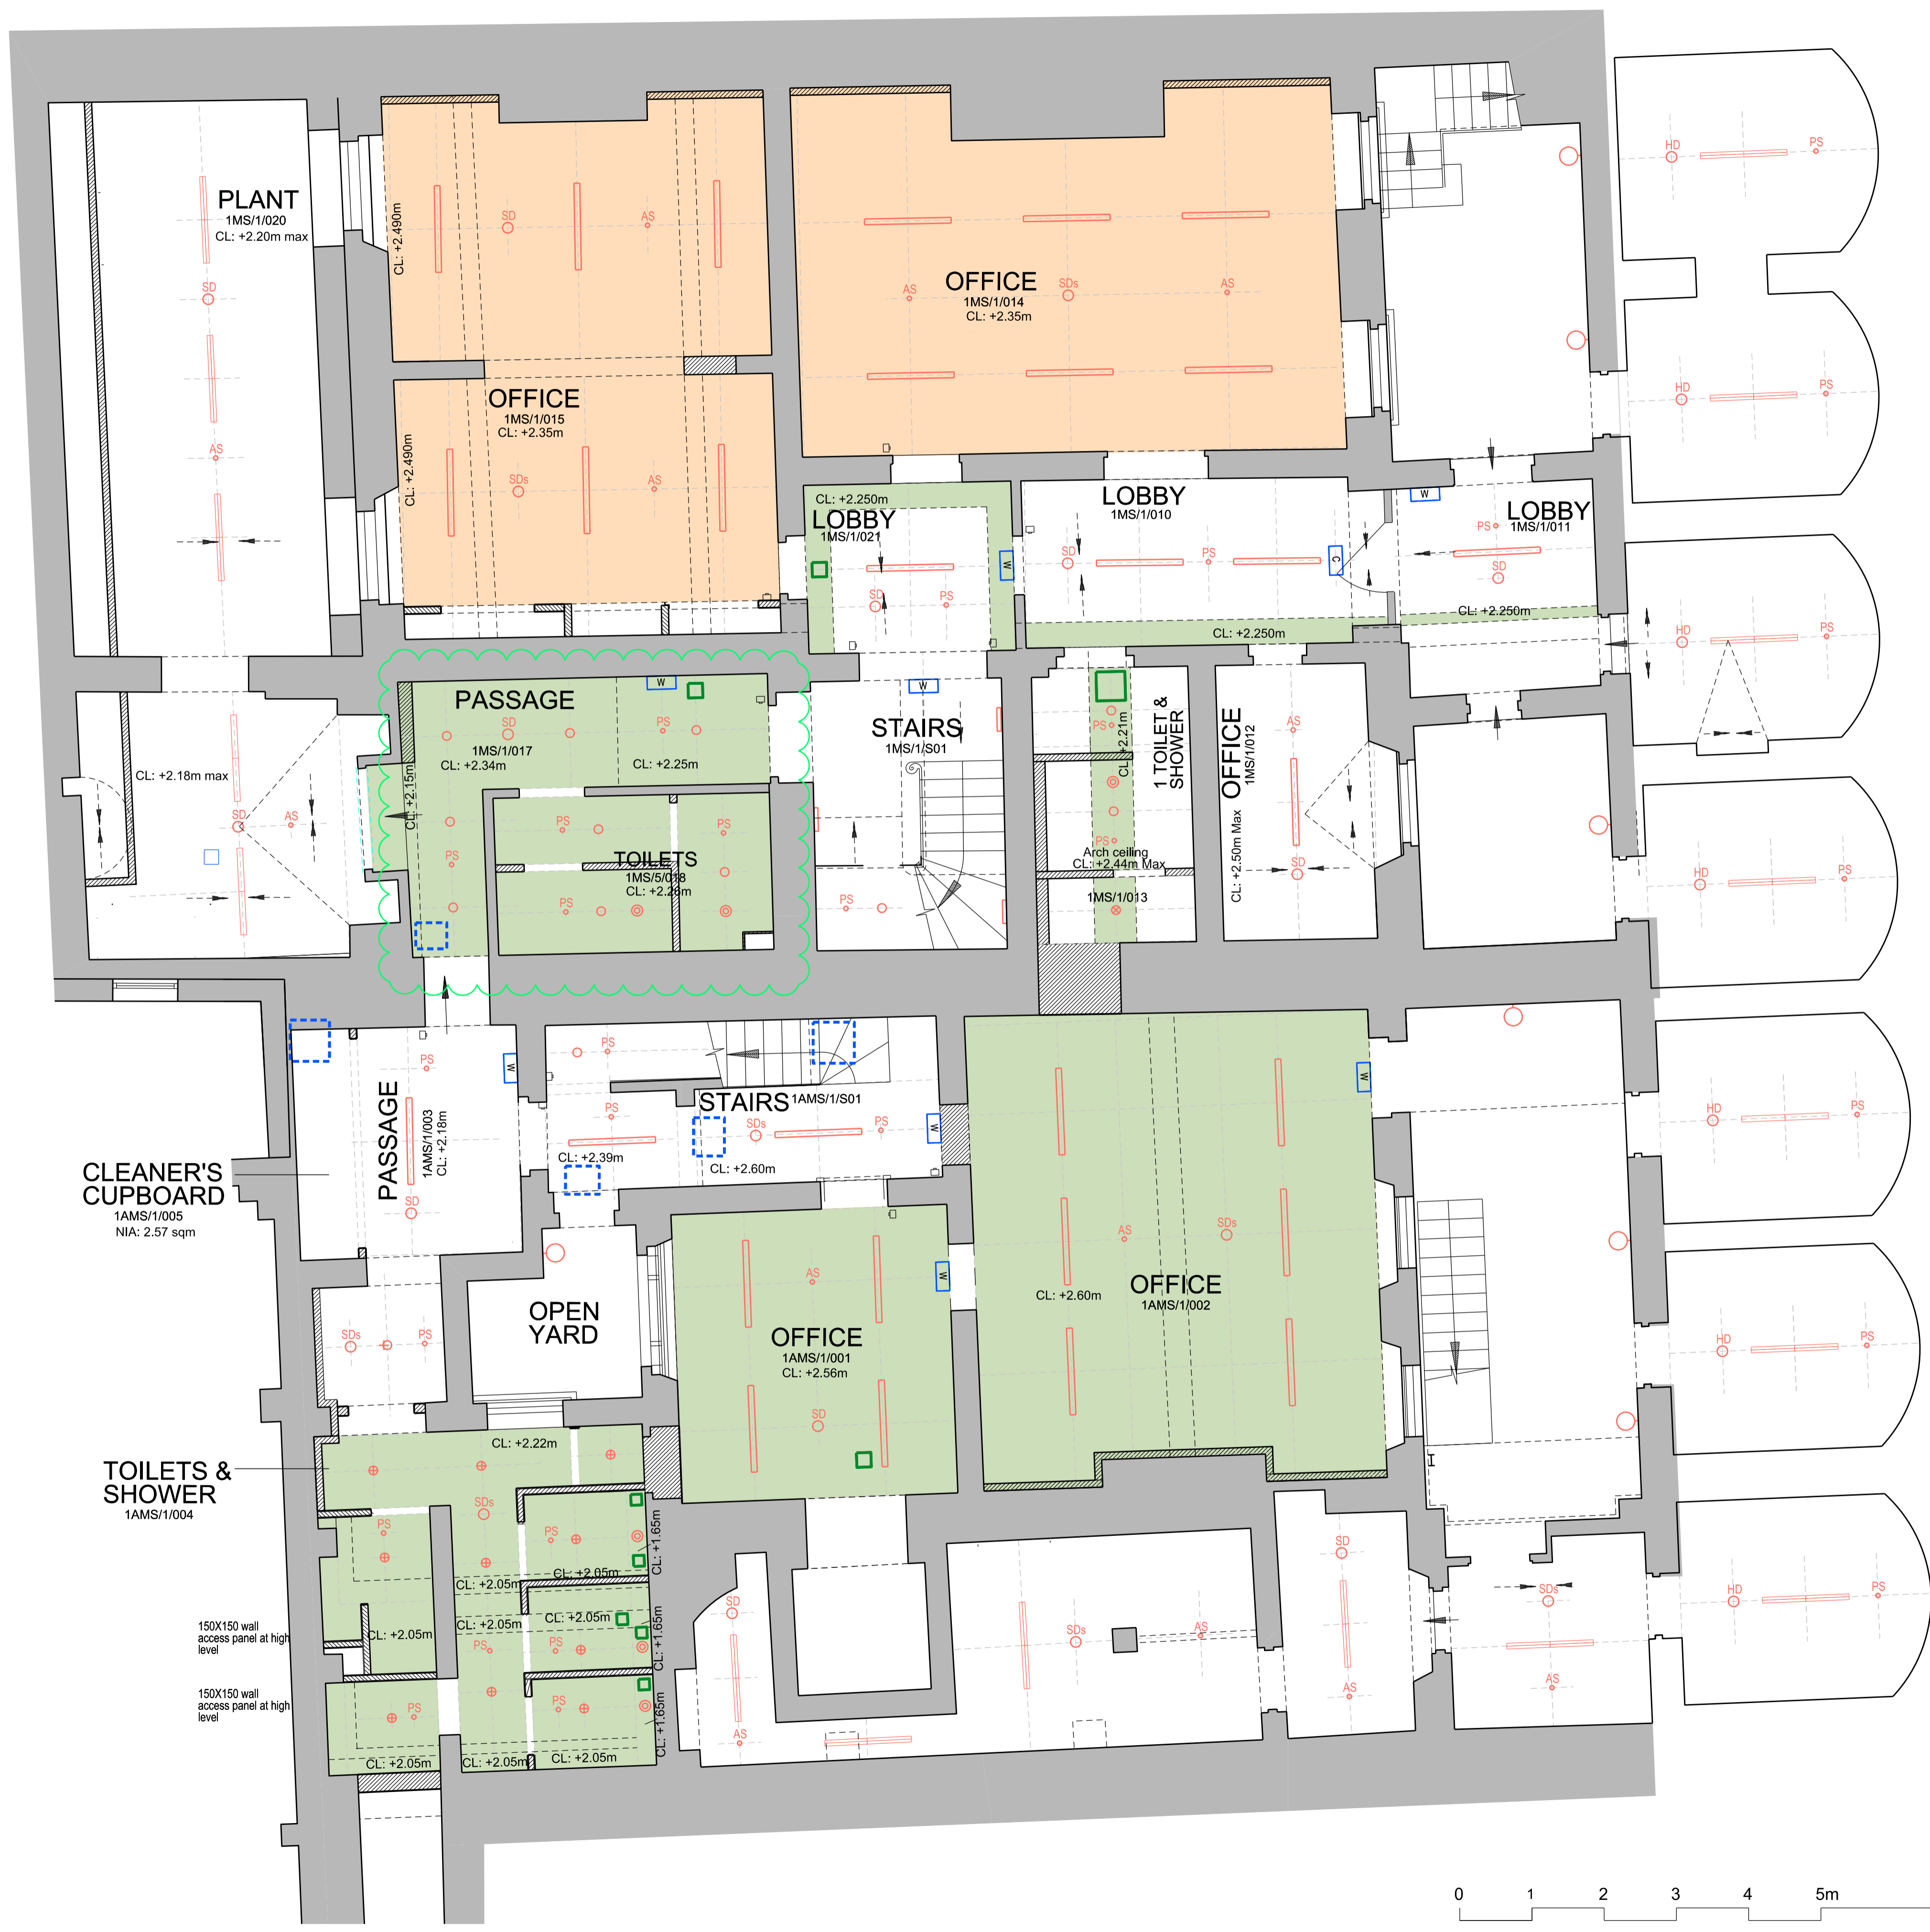 PLANT
1MS/1/020
CL: +2.20m max
SD
AS
CL: +2.490m
SD
AS
OFFICE
1MS/1/015
CL: +2.35m
CL: +2.490m
SDs
AS
OFFICE
1MS/1/014
CL: +2.35m
AS
SDs
AS
HD
PS
HD
PS
HD
PS
HD
PS
HD
PS
HD
PS
HD
PS
CL: +2.250m
LOBBY
1MS/1/021
W
SD
PS
LOBBY
1MS/1/010
SD
PS
C
CL: +2.250m
W
LOBBY
1MS/1/011
PS
SD
CL: +2.250m
PASSAGE
W
SD
PS
1MS/1/017
CL: +2.34m
CL: +2.25m
CL: +2.15m
PS
CL: +2.18m max
SD
AS
PS
PS
TOILETS
1MS/5/018
CL: +2.26m
PS
W
STAIRS
1MS/1/S01
PS
PS
CL: +2.21m
1 TOILET &
SHOWER
PS
Arch ceiling
CL: +2.44m Max
1MS/1/013
OFFICE
1MS/1/012
AS
CL: +2.50m Max
SD
PASSAGE
1AMS/1/003
CL: +2.18m
PS
W
SD
PS
PS
STAIRS
1AMS/1/S01
SDs
PS
W
CL: +2.39m
CL: +2.60m
CLEANER'S
CUPBOARD
1AMS/1/005
NIA: 2.57 sqm
SDs
PS
OPEN
YARD
OFFICE
1AMS/1/001
CL: +2.56m
AS
SD
W
W
AS
SDs
CL: +2.60m
OFFICE
1AMS/1/002
TOILETS &
SHOWER
1AMS/1/004
CL: +2.22m
SDs
PS
PS
CL: +1.65m
CL: +2.05m
CL: +2.05m
CL: +2.05m
CL: +2.05m
CL: +1.65m
PS
PS
CL: +2.05m
150X150 wall
access panel at high
level
150X150 wall
access panel at high
level
PS
PS
CL: +1.65m
CL: +2.05m
CL: +2.05m
CL: +2.05m
SD
AS
SDs
AS
SD
AS
SDs
AS
0 1 2 3 4 5m